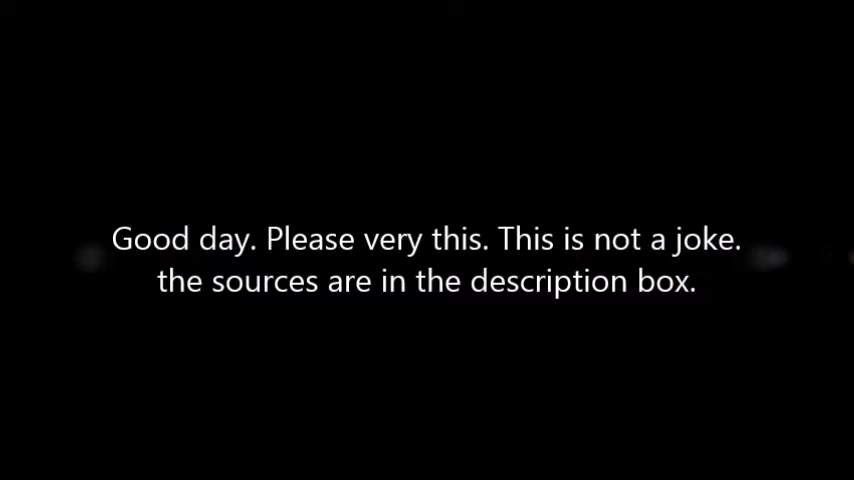 Good day. Please very this. This is not a joke.
the sources are in the description box.